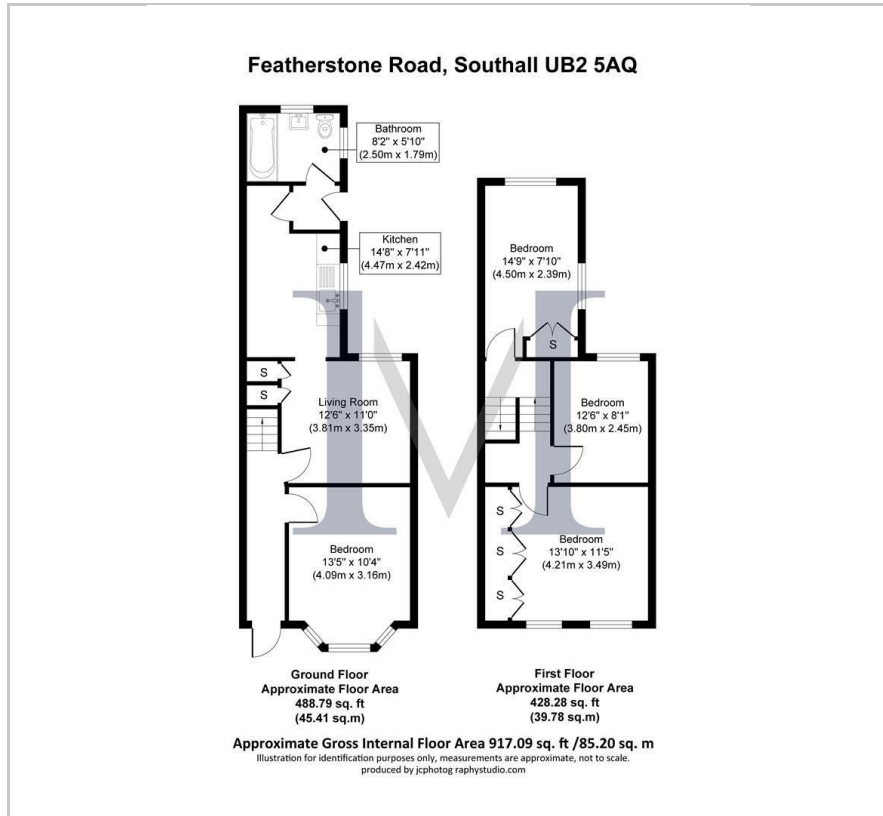 Featherstone Road, Southall UB2 5AQ
Bathroom
8'2" x 5'10"
(2.50m x 1.79m)
Kitchen
14'8" x 7'11"
(4.47m x 2.42m)
S
S
Living Room
12'6" x 11'0"
(3.81m x 3.35m)
Bedroom
13'5" x 10'4"
(4.09m x 3.16m)
Ground Floor
Approximate Floor Area
488.79 sq. ft
(45.41 sq.m)
Bedroom
14'9" x 7'10"
(4.50m x 2.39m)
S
Bedroom
12'6" x 8'1"
(3.80m x 2.45m)
S
S
S
Bedroom
13'10" x 11'5"
(4.21m x 3.49m)
First Floor
Approximate Floor Area
428.28 sq. ft
(39.78 sq.m)
IMI
Approximate Gross Internal Floor Area 917.09 sq. ft /85.20 sq. m
Illustration for identification purposes only, measurements are approximate, not to scale.
produced by jcphotog raphystudio.com